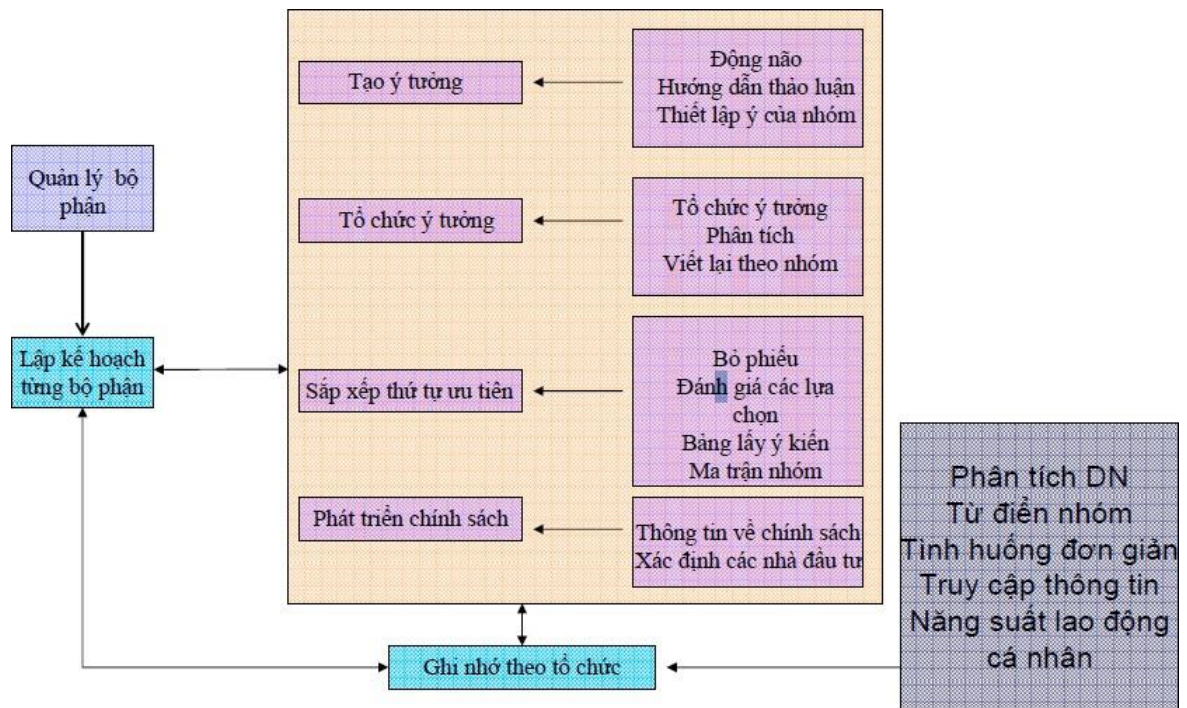 Tạo ý tưởng
Động não
Hướng dẫn thảo luận
Thiết lập ý của nhóm
Quản lý bộ
phận
Tổ chức ý tưởng
Tổ chức ý tưởng
Phân tích
Viết lại theo nhóm
Lập kế hoạch
từng bộ phận
Sắp xếp thứ tự ưu tiên
Bỏ phiếu
Đánh giá các lựa
chọn
Bảng lấy ý kiến
Ma trận nhóm
Phát triển chính sách
Thông tin về chính sách
Xác định các nhà đầu tư
Phân tích DN
Từ điển nhóm
Tình huống đơn giản
Truy cập thông tin
Năng suất lao động
cá nhân
Ghi nhớ theo tổ chức